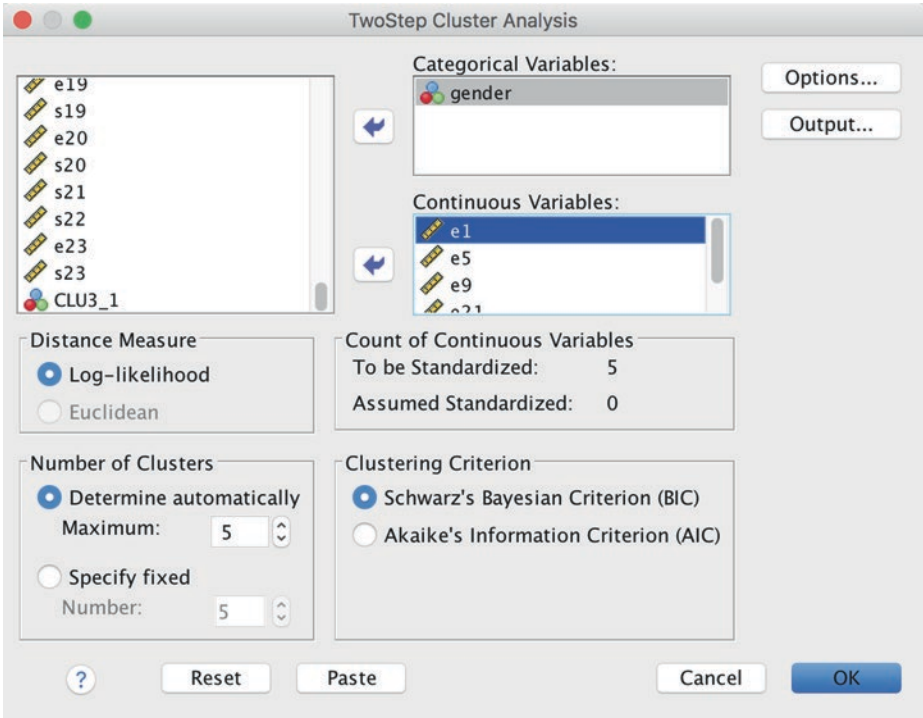 TwoStep Cluster Analysis
e19
s19
e20
s20
s21
s22
e23
s23
CLU3_1
Categorical Variables:
gender
Continuous Variables:
e1
e5
e9
e21
Options...
Output...
Distance Measure
Log-likelihood
Euclidean
Count of Continuous Variables
To be Standardized: 5
Assumed Standardized: 0
Number of Clusters
Determine automatically
Maximum: 5
Specify fixed
Number: 5
Clustering Criterion
Schwarz's Bayesian Criterion (BIC)
Akaike's Information Criterion (AIC)
?
Reset
Paste
Cancel
OK